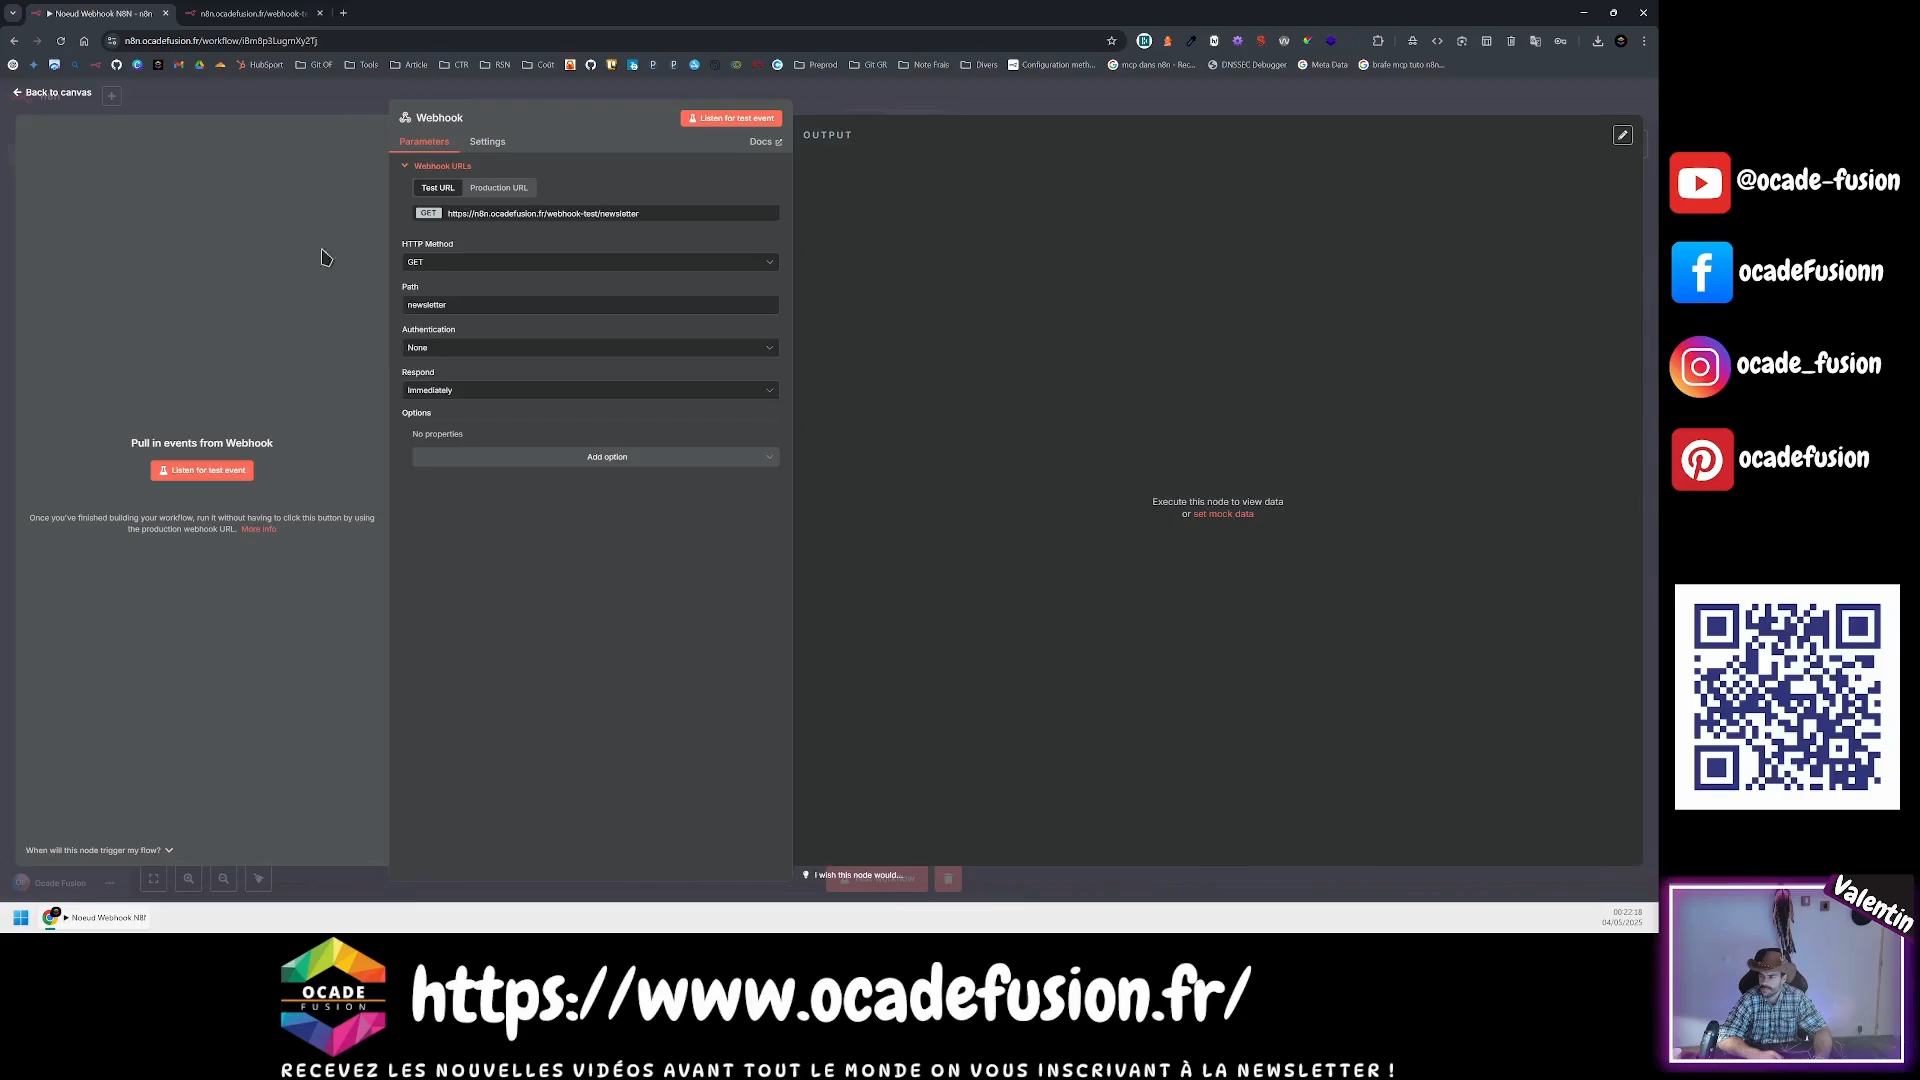 Noeud Webhook N8N - n8n
n8n.ocadefusion.fr/webhook-t
n8n.ocadefusion.fr/workflow/iBm8p3LugmXy2Tj
HubSpot
Git OF
Tools
Article
CTR
RSN
Coût
Preprod
Git GR
Note Frais
Divers
Configuration meth...
mcp dans n8n - Rec...
DNSSEC Debugger
Meta Data
brafe mcp tuto n8n...
Back to canvas
Webhook
Listen for test event
Parameters
Settings
Docs
OUTPUT
Webhook URLs
Test URL
Production URL
GET
https://n8n.ocadefusion.fr/webhook-test/newsletter
HTTP Method
GET
Path
newsletter
Authentication
None
Respond
Immediately
Options
No properties
Add option
Pull in events from Webhook
Listen for test event
Once you've finished building your workflow, run it without having to click this button by using
the production webhook URL. More info
Execute this node to view data
or set mock data
When will this node trigger my flow?
I wish this node would...
Ocade Fusion
Noeud Webhook N8N
00:22:18
04/05/2025
@ocade-fusion
ocadeFusionn
ocade_fusion
ocadefusion
Valentin
OCADE
FUSION
https://www.ocadefusion.fr/
RECEVEZ LES NOUVELLES VIDÉOS AVANT TOUT LE MONDE ON VOUS INSCRIVANT À LA NEWSLETTER !